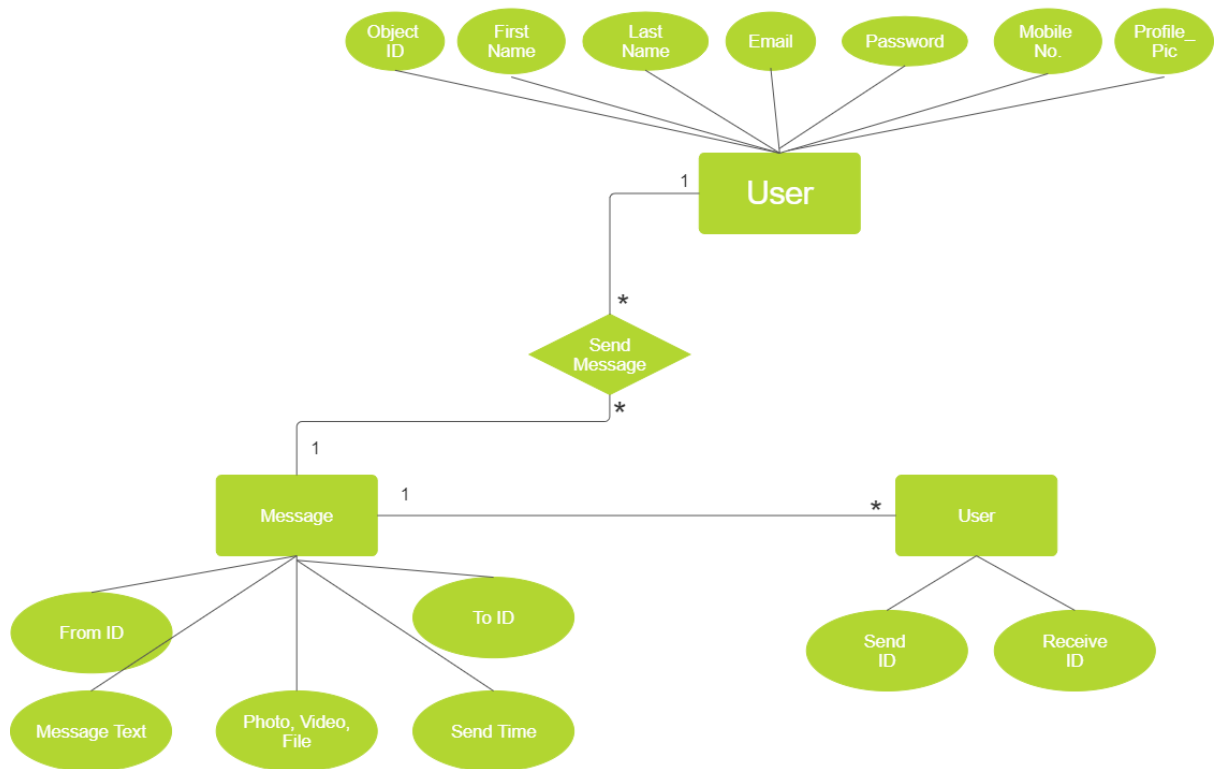 Object
ID
First
Name
Last
Name
Email
Password
Mobile
No.
Profile_
Pic
User
1
*
Send
Message
*
1
Message
1
*
User
From ID
To ID
Send
ID
Receive
ID
Message Text
Photo, Video,
File
Send Time